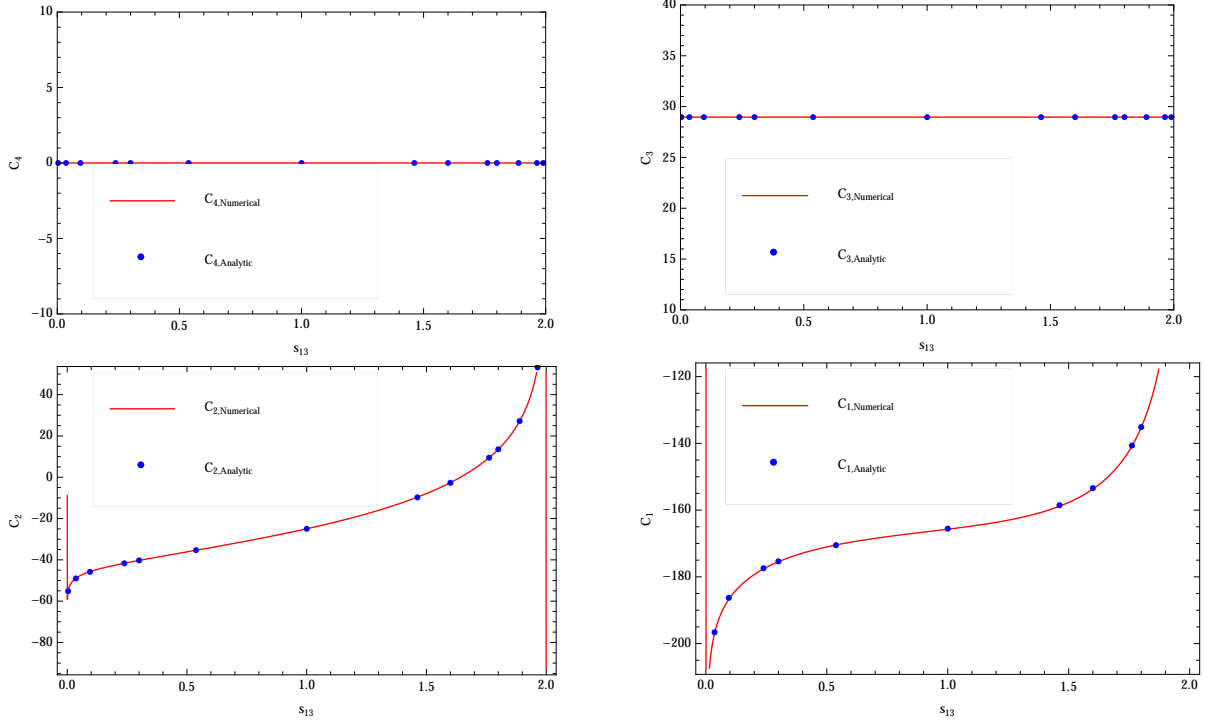 10
5
0
−5
−10
C4
C4,Numerical
C4,Analytic
0.0 0.5 1.0 1.5 2.0
s13
40
35
30
25
20
15
10
C3
C3,Numerical
C3,Analytic
0.0 0.5 1.0 1.5 2.0
s13
40
20
0
−20
−40
−60
−80
C2
C2,Numerical
C2,Analytic
0.0 0.5 1.0 1.5 2.0
s13
−120
−140
−160
−180
−200
C1
C1,Numerical
C1,Analytic
0.0 0.5 1.0 1.5 2.0
s13